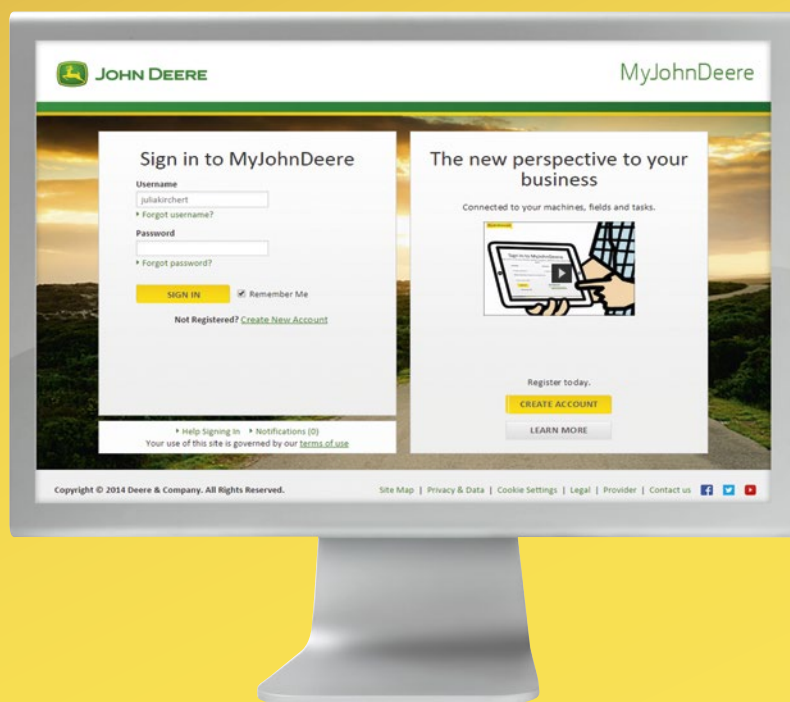 JOHN DEERE
MyJohnDeere
Sign in to MyJohnDeere
Username
juliakirchert
Forgot username?
Password
Forgot password?
SIGN IN
Remember Me
Not Registered? Create New Account
Help Signing In Notifications (0)
Your use of this site is governed by our terms of use
The new perspective to your
business
Connected to your machines, fields and tasks.
Sign in to MyJohnDeere
Register today.
CREATE ACCOUNT
LEARN MORE
Copyright © 2014 Deere & Company. All Rights Reserved.
Site Map | Privacy & Data | Cookie Settings | Legal | Provider | Contact us